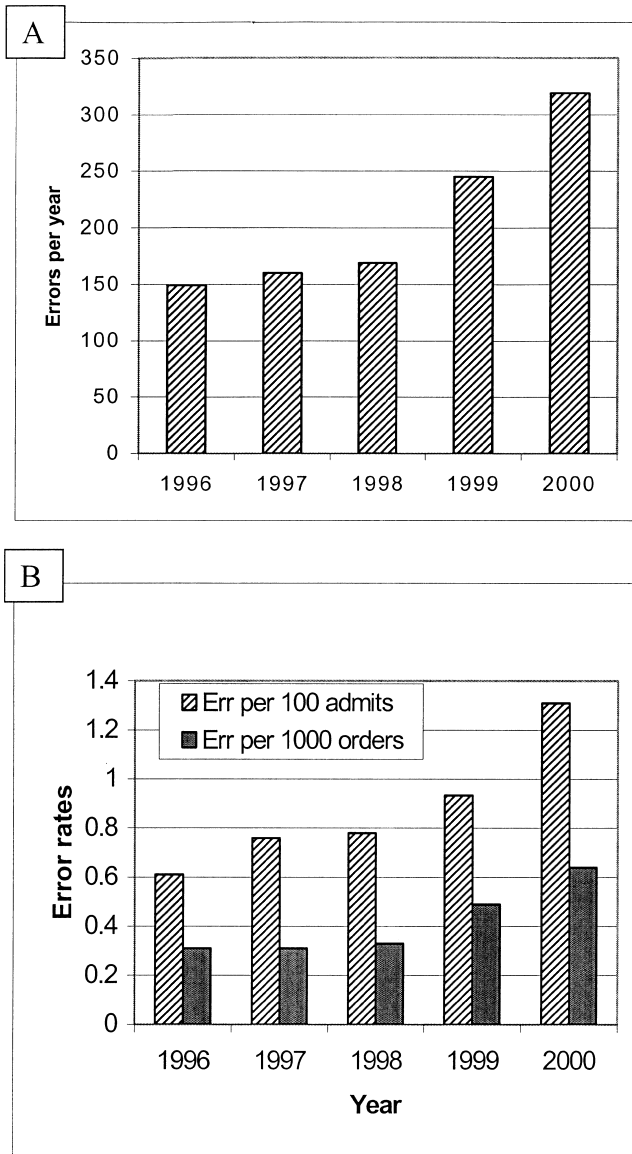 A
350
300
250
200
150
100
50
0
Errors per year
1996 1997 1998 1999 2000
B
1.4
1.2
1
0.8
0.6
0.4
0.2
0
Error rates
Err per 100 admits
Err per 1000 orders
1996 1997 1998 1999 2000
Year